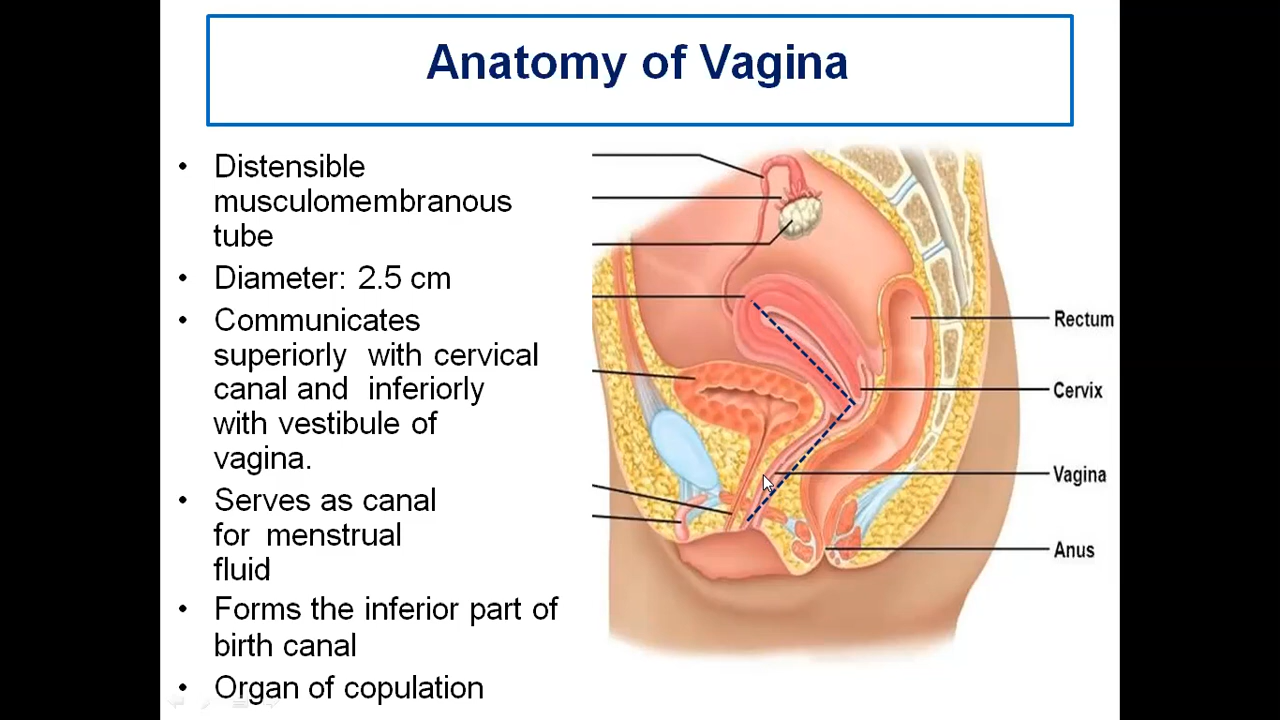 Anatomy of Vagina
• Distensible
musculomembranous
tube
• Diameter: 2.5 cm
• Communicates
superiorly with cervical
canal and inferiorly
with vestibule of
vagina.
• Serves as canal
for menstrual
fluid
• Forms the inferior part of
birth canal
• Organ of copulation
Rectum
Cervix
Vagina
Anus